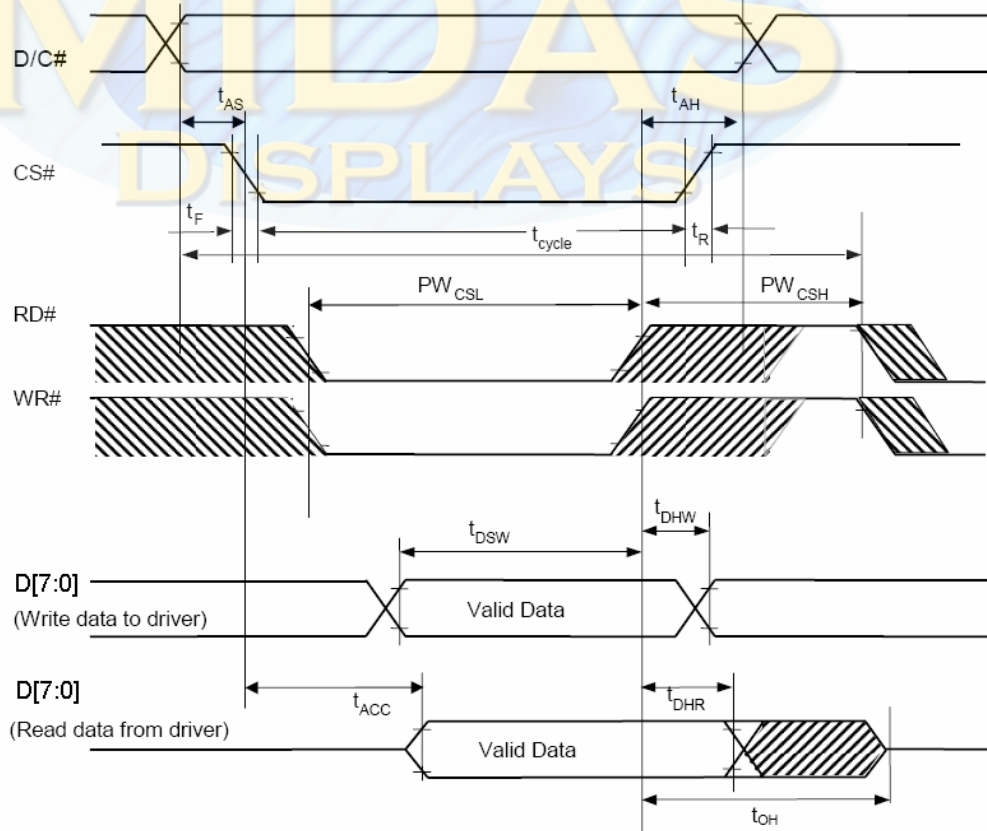 MIDAS
DISPLAYS
D/C#
tAS
tAH
CS#
tF
tcycle
tR
PWCSL
PWCSH
RD#
WR#
tDSW
tDHW
D[7:0]
(Write data to driver)
Valid Data
D[7:0]
(Read data from driver)
tACC
tDHR
Valid Data
tOH